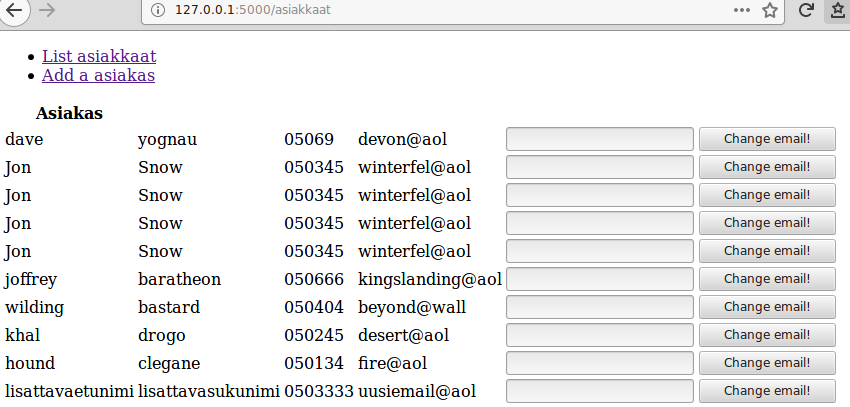 127.0.0.1:5000/asiakkaat
List asiakkaat
Add a asiakas
Asiakas
dave yognau 05069 devon@aol Change email!
Jon Snow 050345 winterfel@aol Change email!
Jon Snow 050345 winterfel@aol Change email!
Jon Snow 050345 winterfel@aol Change email!
Jon Snow 050345 winterfel@aol Change email!
joffrey baratheon 050666 kingslanding@aol Change email!
wilding bastard 050404 beyond@wall Change email!
khal drogo 050245 desert@aol Change email!
hound clegane 050134 fire@aol Change email!
lisattavaetunimi lisattavasukunimi 0503333 uusiemail@aol Change email!